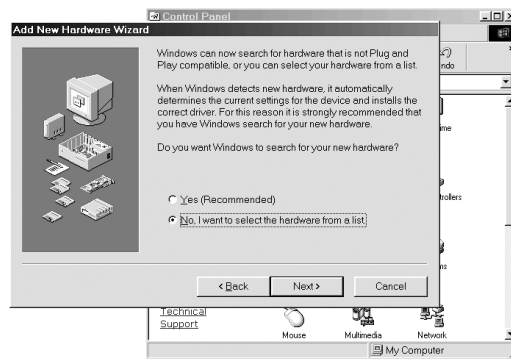 Control Panel
Add New Hardware Wizard
Windows can now search for hardware that is not Plug and
Play compatible, or you can select your hardware from a list.
When Windows detects new hardware, it automatically
determines the current settings for the device and installs the
correct driver. For this reason it is strongly recommended that
you have Windows search for your new hardware.
Do you want Windows to search for your new hardware?
Yes (Recommended)
No, I want to select the hardware from a list.
< Back
Next >
Cancel
ndo
ime
trollers
ns
Technical
Support
Mouse
Multimedia
Network
My Computer